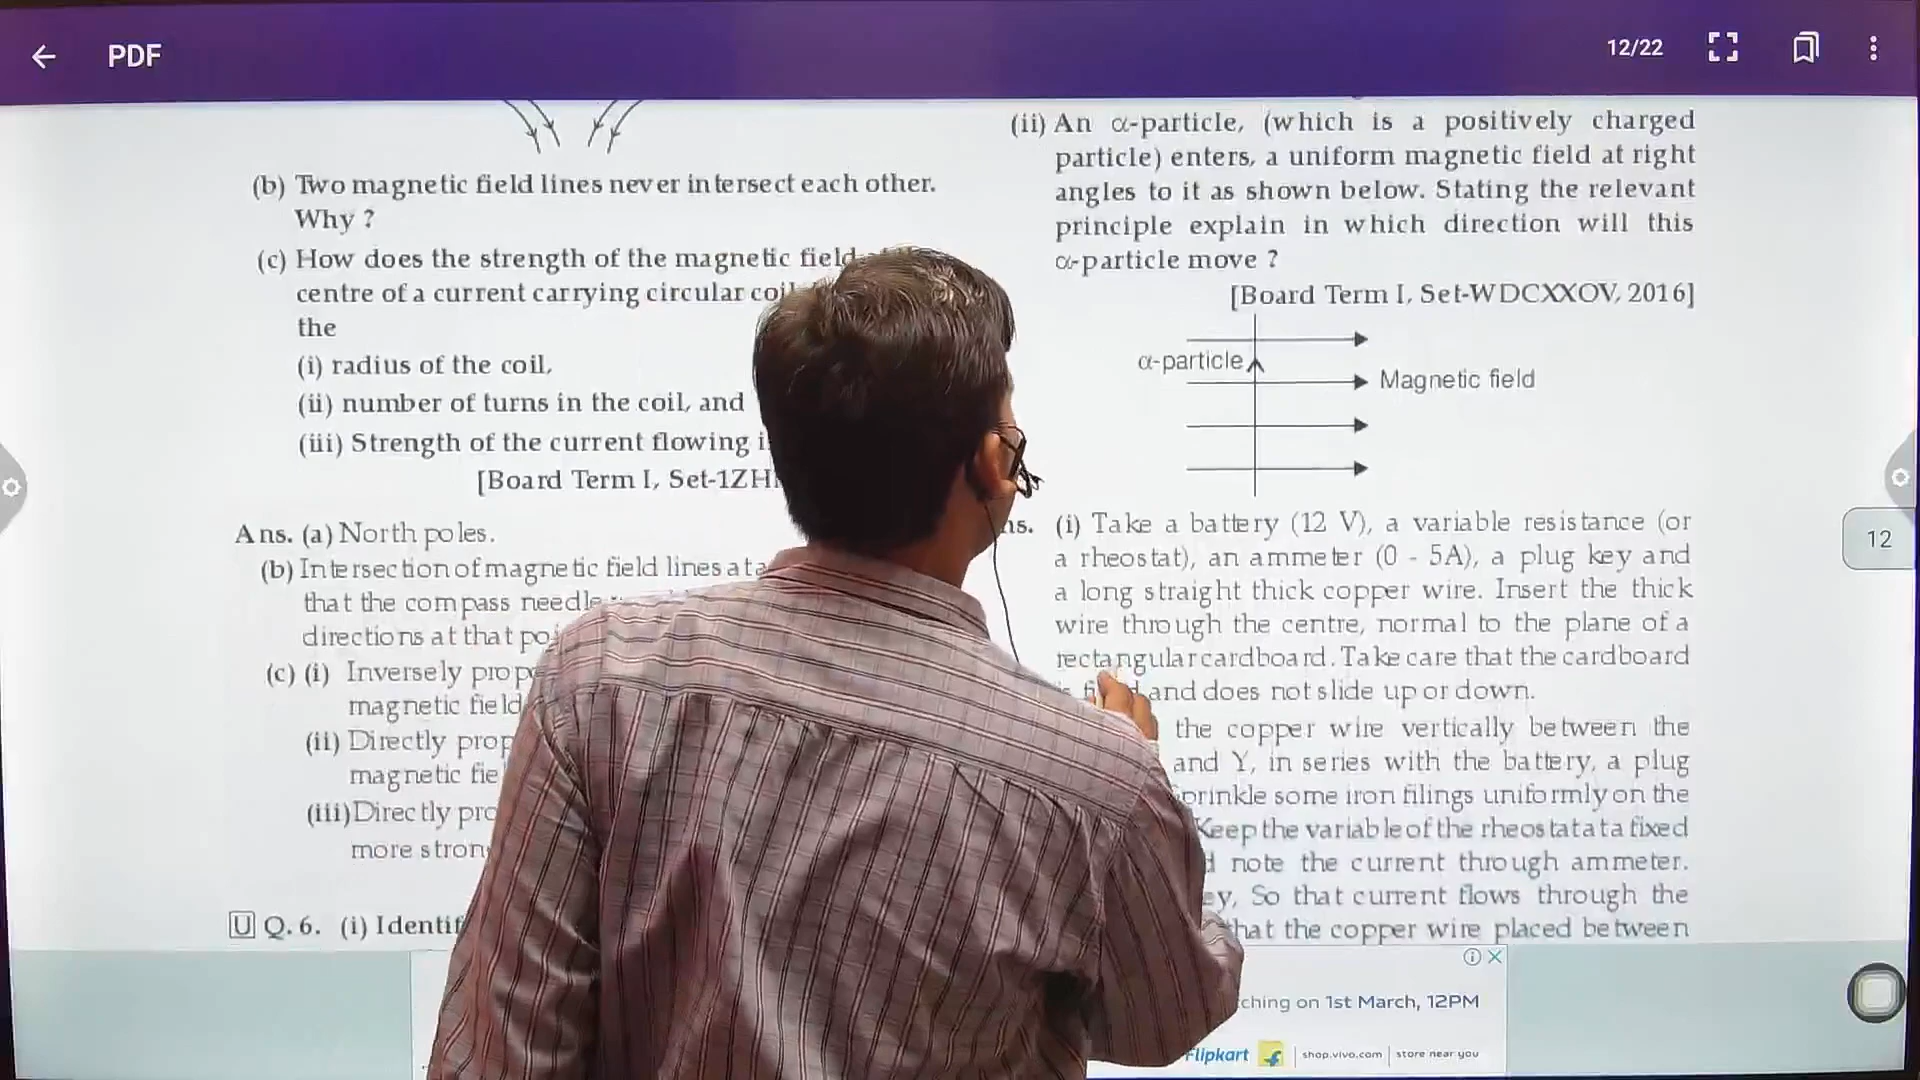 PDF
12/22
(b) Two magnetic field lines never intersect each other.
Why ?
(c) How does the strength of the magnetic field
centre of a current carrying circular coil
the
(i) radius of the coil,
(ii) number of turns in the coil, and
(iii) Strength of the current flowing
[Board Term I, Set-1ZH
Ans. (a) North poles.
(b) Intersection of magnetic field lines at a
that the compass needle
directions at that
(c) (i) Inversely
magnetic field
(ii) Directly
magnetic
(iii) Directly
more
U Q. 6. (i)
(ii) An α-particle, (which is a positively charged
particle) enters, a uniform magnetic field at right
angles to it as shown below. Stating the relevant
principle explain in which direction will this
α-particle move ?
[Board Term I, Set-WDCXXOV, 2016]
α-particle
Magnetic field
(i) Take a battery (12 V), a variable resistance (or
a rheostat), an ammeter (0 - 5A), a plug key and
a long straight thick copper wire. Insert the thick
wire through the centre, normal to the plane of a
rectangular cardboard. Take care that the cardboard
and does not slide up or down.
the copper wire vertically between the
and Y, in series with the battery, a plug
Sprinkle some iron filings uniformly on the
Keep the variable of the rheostat at a fixed
note the current through ammeter.
So that current flows through the
that the copper wire placed between
12
on 1st March, 12PM
Flipkart
shop.vivo.com | store near you